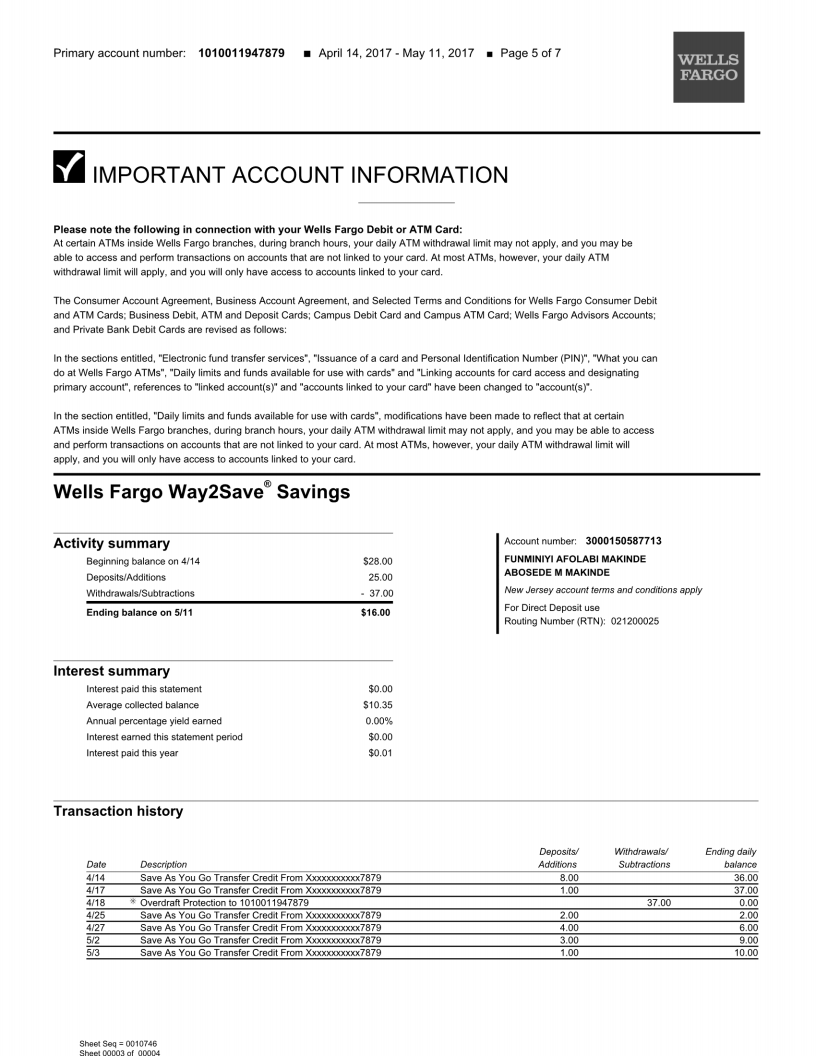 Primary account number: 1010011947879 ■ April 14, 2017 - May 11, 2017 ■ Page 5 of 7
WELLS
FARGO
IMPORTANT ACCOUNT INFORMATION
Please note the following in connection with your Wells Fargo Debit or ATM Card:
At certain ATMs inside Wells Fargo branches, during branch hours, your daily ATM withdrawal limit may not apply, and you may be
able to access and perform transactions on accounts that are not linked to your card. At most ATMs, however, your daily ATM
withdrawal limit will apply, and you will only have access to accounts linked to your card.
The Consumer Account Agreement, Business Account Agreement, and Selected Terms and Conditions for Wells Fargo Consumer Debit
and ATM Cards; Business Debit, ATM and Deposit Cards; Campus Debit Card and Campus ATM Card; Wells Fargo Advisors Accounts;
and Private Bank Debit Cards are revised as follows:
In the sections entitled, "Electronic fund transfer services", "Issuance of a card and Personal Identification Number (PIN)", "What you can
do at Wells Fargo ATMs", "Daily limits and funds available for use with cards" and "Linking accounts for card access and designating
primary account", references to "linked account(s)" and "accounts linked to your card" have been changed to "account(s)".
In the section entitled, "Daily limits and funds available for use with cards", modifications have been made to reflect that at certain
ATMs inside Wells Fargo branches, during branch hours, your daily ATM withdrawal limit may not apply, and you may be able to access
and perform transactions on accounts that are not linked to your card. At most ATMs, however, your daily ATM withdrawal limit will
apply, and you will only have access to accounts linked to your card.
Wells Fargo Way2Save® Savings
Activity summary
Beginning balance on 4/14 $28.00
Deposits/Additions 25.00
Withdrawals/Subtractions - 37.00
Ending balance on 5/11 $16.00
Account number: 3000150587713
FUNMINIYI AFOLABI MAKINDE
ABOSEDE M MAKINDE
New Jersey account terms and conditions apply
For Direct Deposit use
Routing Number (RTN): 021200025
Interest summary
Interest paid this statement $0.00
Average collected balance $10.35
Annual percentage yield earned 0.00%
Interest earned this statement period $0.00
Interest paid this year $0.01
Transaction history
Deposits/ Withdrawals/ Ending daily
Date Description Additions Subtractions balance
4/14 Save As You Go Transfer Credit From Xxxxxxxxxxx7879 8.00 36.00
4/17 Save As You Go Transfer Credit From Xxxxxxxxxxx7879 1.00 37.00
4/18 ※ Overdraft Protection to 1010011947879 37.00 0.00
4/25 Save As You Go Transfer Credit From Xxxxxxxxxxx7879 2.00 2.00
4/27 Save As You Go Transfer Credit From Xxxxxxxxxxx7879 4.00 6.00
5/2 Save As You Go Transfer Credit From Xxxxxxxxxxx7879 3.00 9.00
5/3 Save As You Go Transfer Credit From Xxxxxxxxxxx7879 1.00 10.00
Sheet Seq = 0010746
Sheet 00003 of 00004